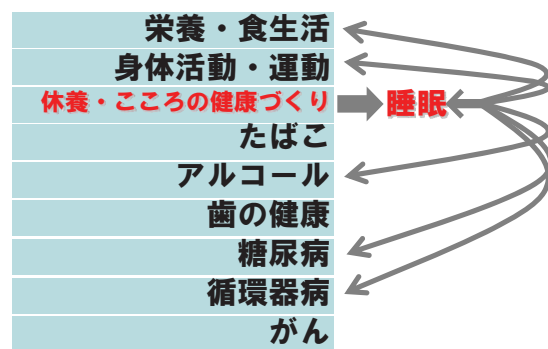 栄養・食生活
身体活動・運動
休養・こころの健康づくり
睡眠
たばこ
アルコール
歯の健康
糖尿病
循環器病
がん